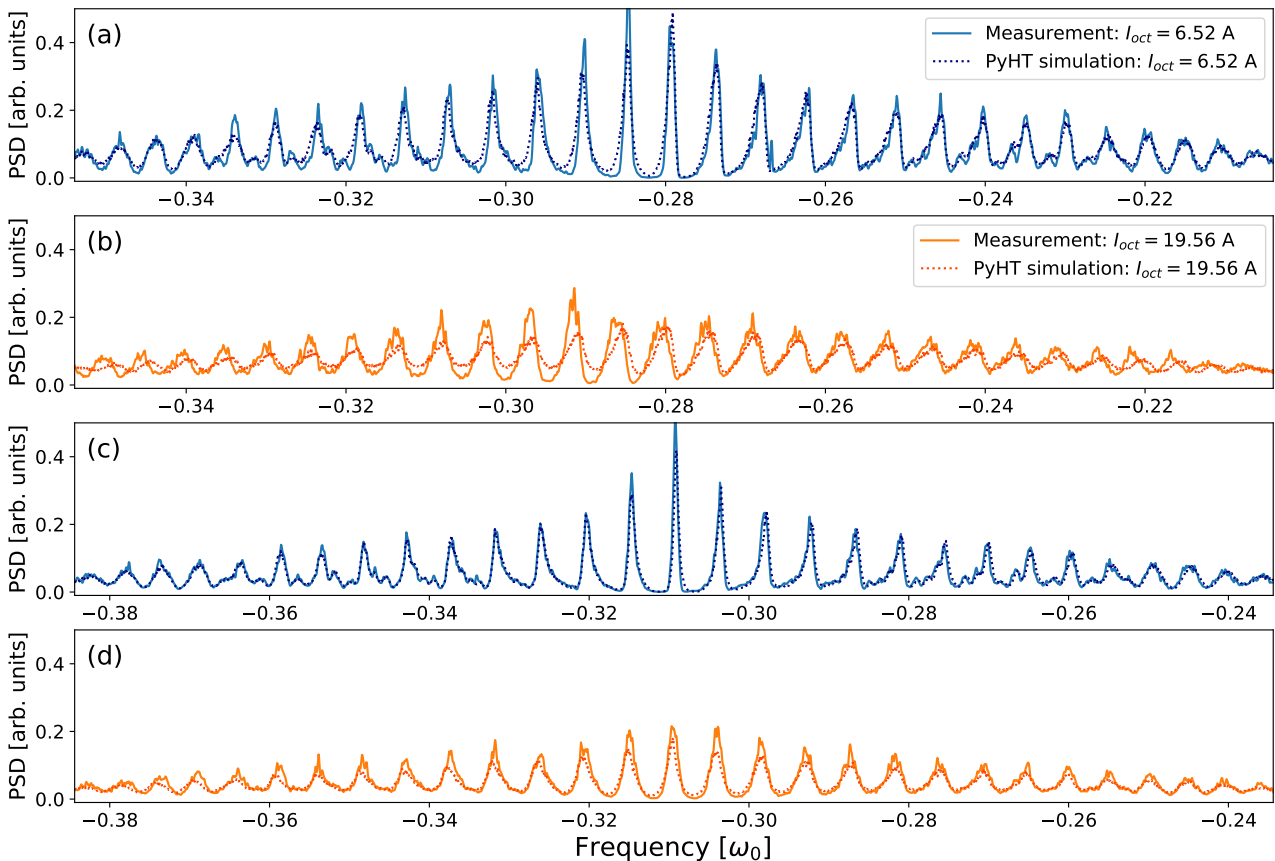 (a)
Measurement: I_oct = 6.52 A
PyHT simulation: I_oct = 6.52 A
PSD [arb. units]
0.4
0.2
0.0
−0.34 −0.32 −0.30 −0.28 −0.26 −0.24 −0.22
(b)
Measurement: I_oct = 19.56 A
PyHT simulation: I_oct = 19.56 A
PSD [arb. units]
0.4
0.2
0.0
−0.34 −0.32 −0.30 −0.28 −0.26 −0.24 −0.22
(c)
PSD [arb. units]
0.4
0.2
0.0
−0.38 −0.36 −0.34 −0.32 −0.30 −0.28 −0.26 −0.24
(d)
PSD [arb. units]
0.4
0.2
0.0
−0.38 −0.36 −0.34 −0.32 −0.30 −0.28 −0.26 −0.24
Frequency [ω₀]